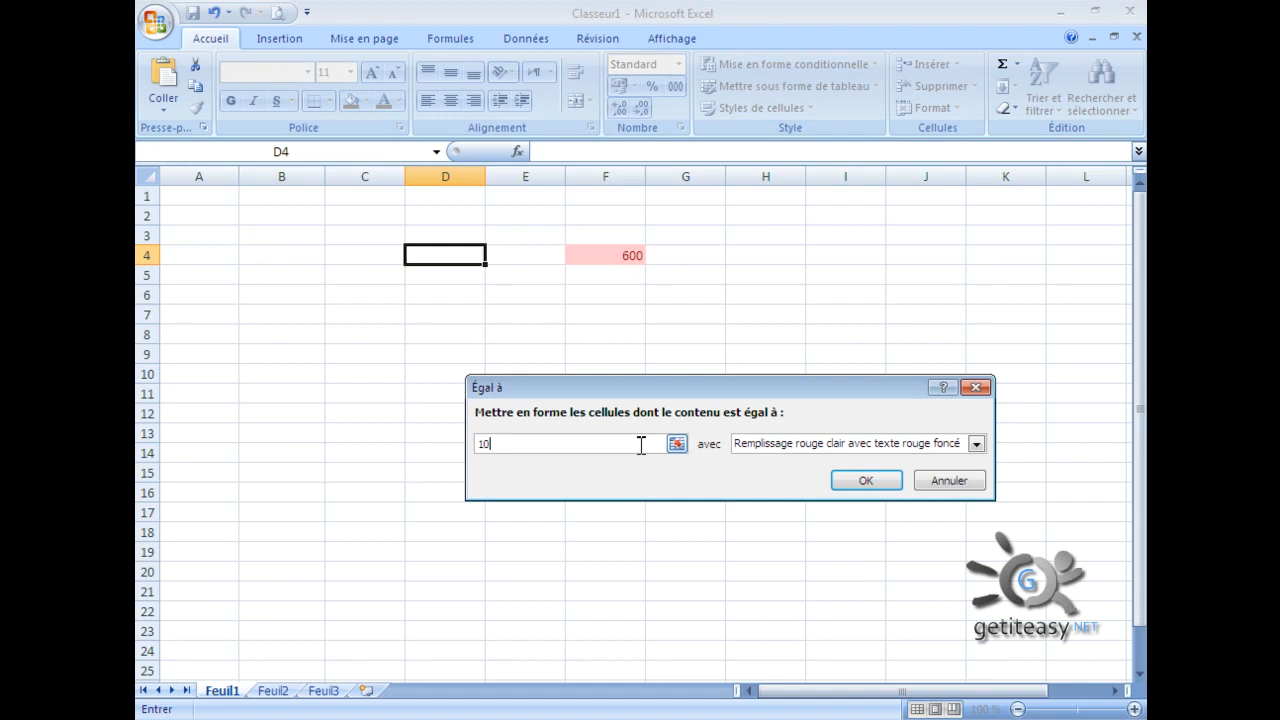 Classeur1 - Microsoft Excel
Accueil Insertion Mise en page Formules Données Révision Affichage
Coller
11
G I S
Standard
% 000
Mise en forme conditionnelle
Mettre sous forme de tableau
Styles de cellules
Insérer
Supprimer
Format
Σ
Trier et filtrer
Rechercher et sélectionner
Presse-p... Police Alignement Nombre Style Cellules Édition
D4 fx
A B C D E F G H I J K L
1
2
3
4 600
5
6
7
8
9
10
11
12
13
14
15
16
17
18
19
20
21
22
23
24
25
Égal à
Mettre en forme les cellules dont le contenu est égal à :
10 avec Remplissage rouge clair avec texte rouge foncé
OK Annuler
G
getiteasy.NET
Feuil1 Feuil2 Feuil3
Entrer 100 %